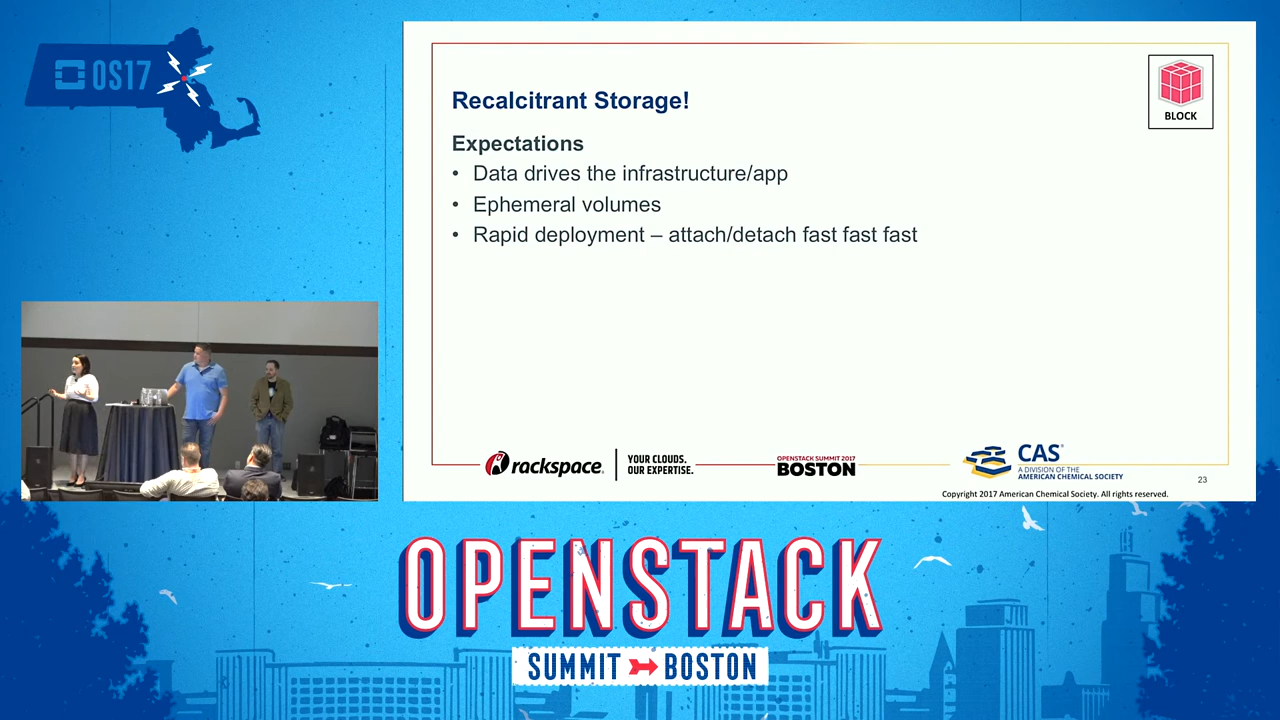 OS17
Recalcitrant Storage!
BLOCK
Expectations
• Data drives the infrastructure/app
• Ephemeral volumes
• Rapid deployment – attach/detach fast fast fast
rackspace®
YOUR CLOUDS.
OUR EXPERTISE.
OPENSTACK SUMMIT 2017
BOSTON
CAS®
A DIVISION OF THE
AMERICAN CHEMICAL SOCIETY
23
Copyright 2017 American Chemical Society. All rights reserved.
OPENSTACK
SUMMIT BOSTON